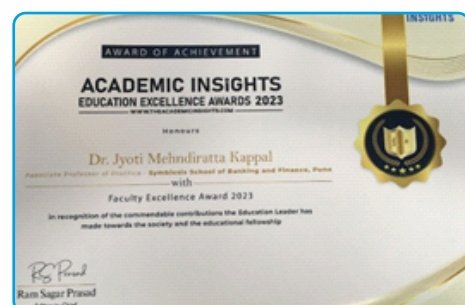 INSIGHTS
AWARD OF ACHIEVEMENT
ACADEMIC INSiGHTS
EDUCATION EXCELLENCE AWARDS 2023
WWW.THEACADEMICINSIGHTS.COM
Honours
Dr. Jyoti Mehndiratta Kappal
Associate Professor of Practice - Symbiosis School of Banking and Finance, Pune
with
Faculty Excellence Award 2023
in recognition of the commendable contributions the Education Leader has
made towards the society and the educational fellowship
RS Prasad
Ram Sagar Prasad